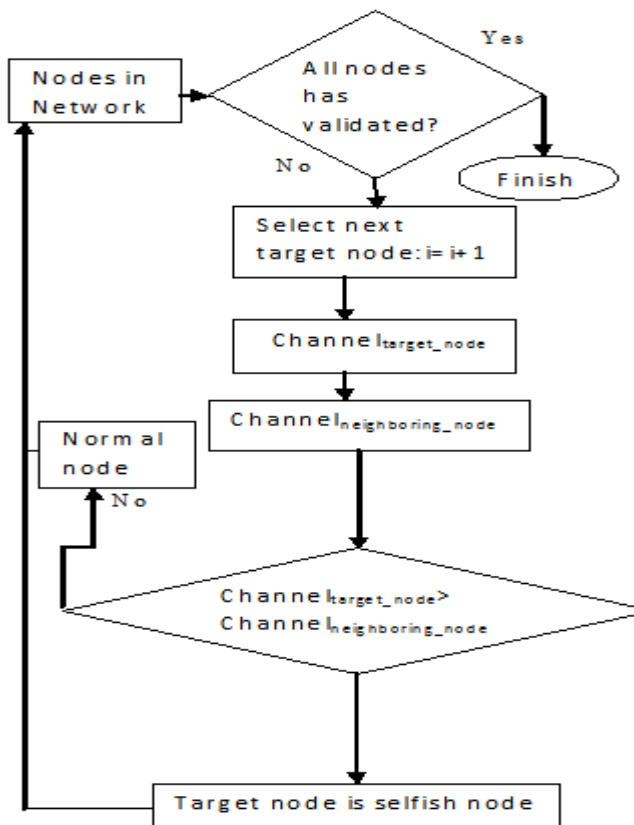 Yes
Nodes in
Network
All nodes
has
validated?
No
Finish
Select next
target node:i=i+1
Channeltarget_node
Channelneighboring_node
Normal
node
No
Channeltarget_node>
Channelneighboring_node
Target node is selfish node